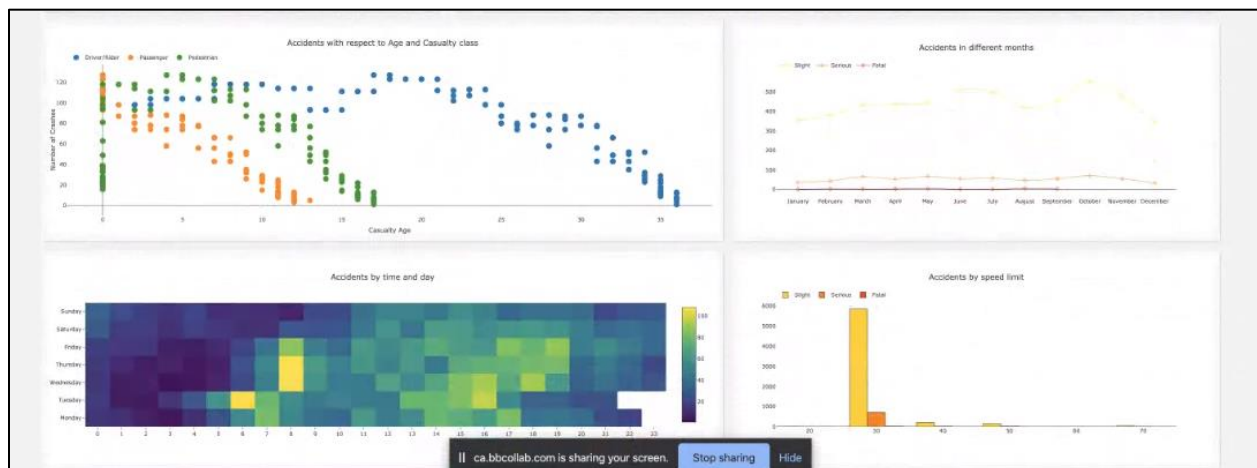 Accidents with respect to Age and Casualty class
Driver/Rider Passenger Pedestrian
Number of Crashes
120
100
80
60
40
20
0
0 5 10 15 20 25 30 35
Casualty Age
Accidents in different months
Slight Serious Fatal
500
400
300
200
100
0
January February March April May June July August September October November December
Accidents by time and day
Sunday
Saturday
Friday
Thursday
Wednesday
Tuesday
Monday
0 1 2 3 4 5 6 7 8 9 10 11 12 13 14 15 16 17 18 19 20 21 22 23
100
80
60
40
20
Accidents by speed limit
Slight Serious Fatal
6000
5000
4000
3000
2000
1000
0
20 30 40 50 60 70
ca.bbcollab.com is sharing your screen. Stop sharing Hide